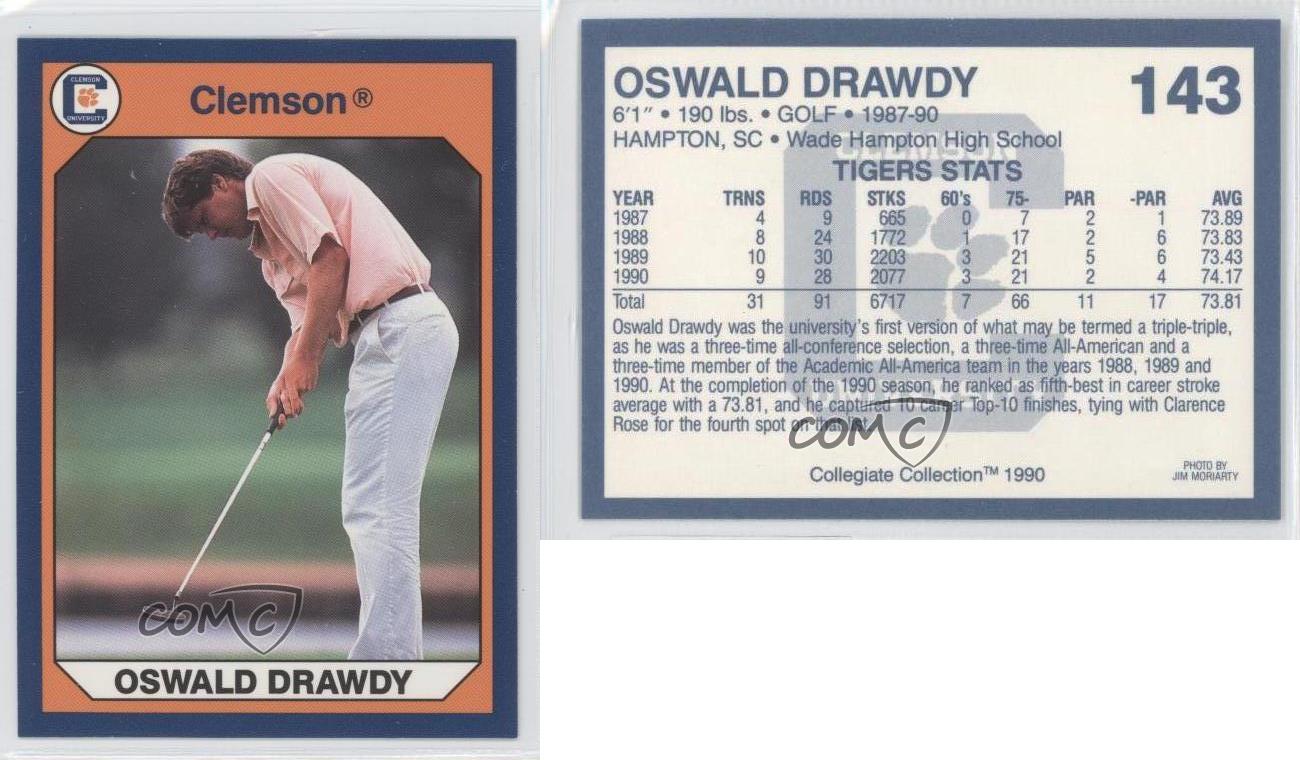 CLEMSON
UNIVERSITY
Clemson®
COMC
OSWALD DRAWDY
OSWALD DRAWDY
143
6'1" • 190 lbs. • GOLF • 1987-90
HAMPTON, SC • Wade Hampton High School
TIGERS STATS
YEAR TRNS RDS STKS 60's 75- PAR -PAR AVG
1987 4 9 665 0 7 2 1 73.89
1988 8 24 1772 1 17 2 6 73.83
1989 10 30 2203 3 21 5 6 73.43
1990 9 28 2077 3 21 2 4 74.17
Total 31 91 6717 7 66 11 17 73.81
Oswald Drawdy was the university's first version of what may be termed a triple-triple,
as he was a three-time all-conference selection, a three-time All-American and a
three-time member of the Academic All-America team in the years 1988, 1989 and
1990. At the completion of the 1990 season, he ranked as fifth-best in career stroke
average with a 73.81, and he captured 10 career Top-10 finishes, tying with Clarence
Rose for the fourth spot on that list.
COMC
Collegiate Collection™ 1990
PHOTO BY
JIM MORIARTY